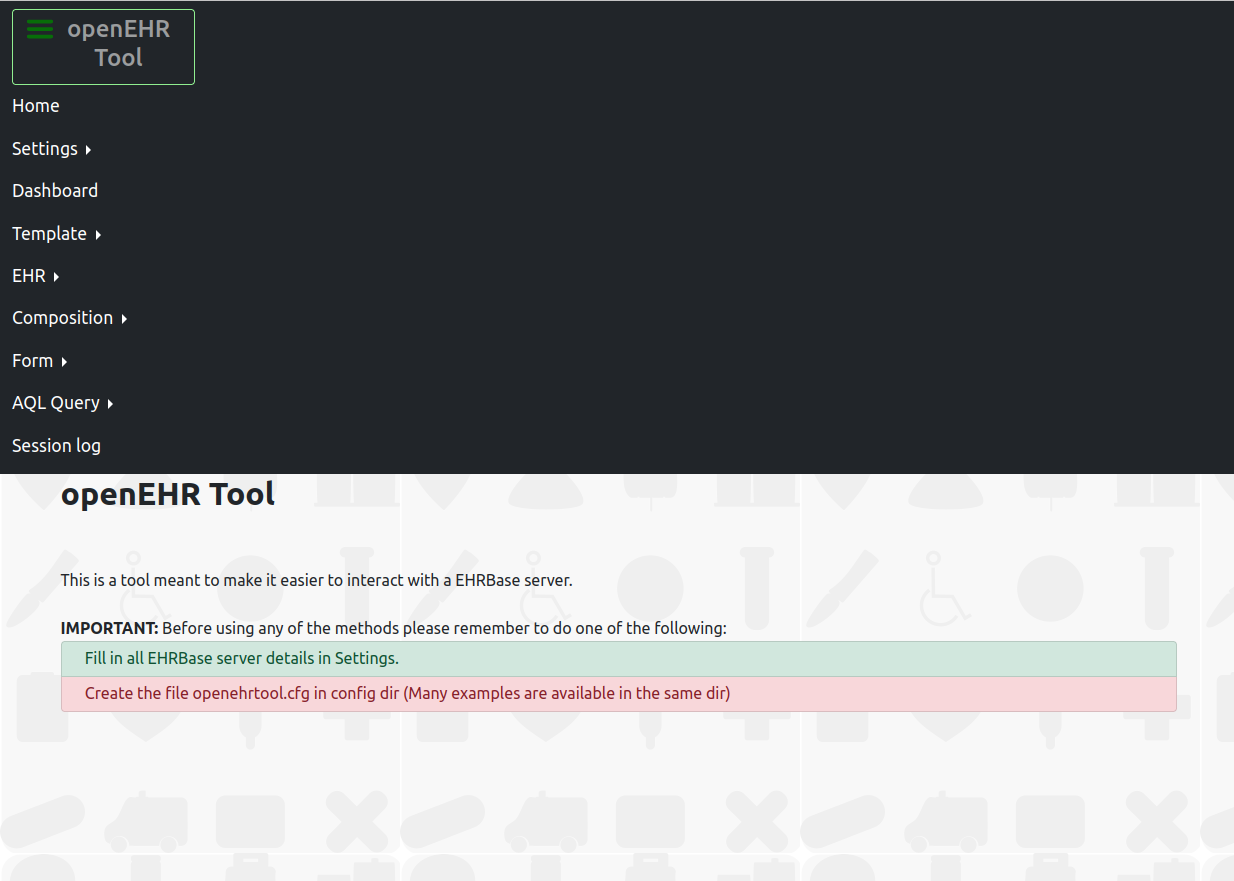 openEHR
Tool
Home
Settings
Dashboard
Template
EHR
Composition
Form
AQL Query
Session log
openEHR Tool
This is a tool meant to make it easier to interact with a EHRBase server.
IMPORTANT: Before using any of the methods please remember to do one of the following:
Fill in all EHRBase server details in Settings.
Create the file openehrtool.cfg in config dir (Many examples are available in the same dir)